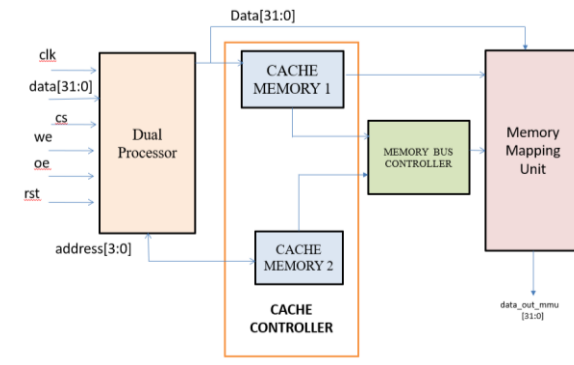 Data[31:0]
clk
data[31:0]
cs
we
oe
rst
Dual
Processor
address[3:0]
CACHE
MEMORY 1
CACHE
MEMORY 2
CACHE
CONTROLLER
MEMORY BUS
CONTROLLER
Memory
Mapping
Unit
data_out_mmu
[31:0]